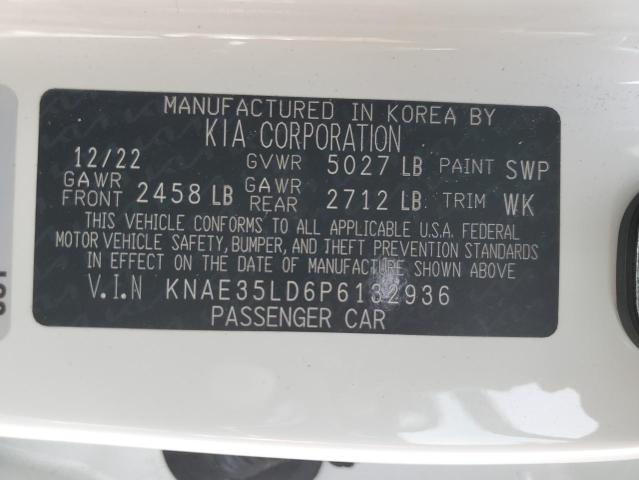 MANUFACTURED IN KOREA BY
KIA CORPORATION
12/22 GVWR 5027 LB PAINT SWP
GAWR FRONT 2458 LB GAWR REAR 2712 LB TRIM WK
THIS VEHICLE CONFORMS TO ALL APPLICABLE U.S.A. FEDERAL
MOTOR VEHICLE SAFETY, BUMPER, AND THEFT PREVENTION STANDARDS
IN EFFECT ON THE DATE OF MANUFACTURE SHOWN ABOVE
V.I.N KNAE35LD6P6132936
PASSENGER CAR